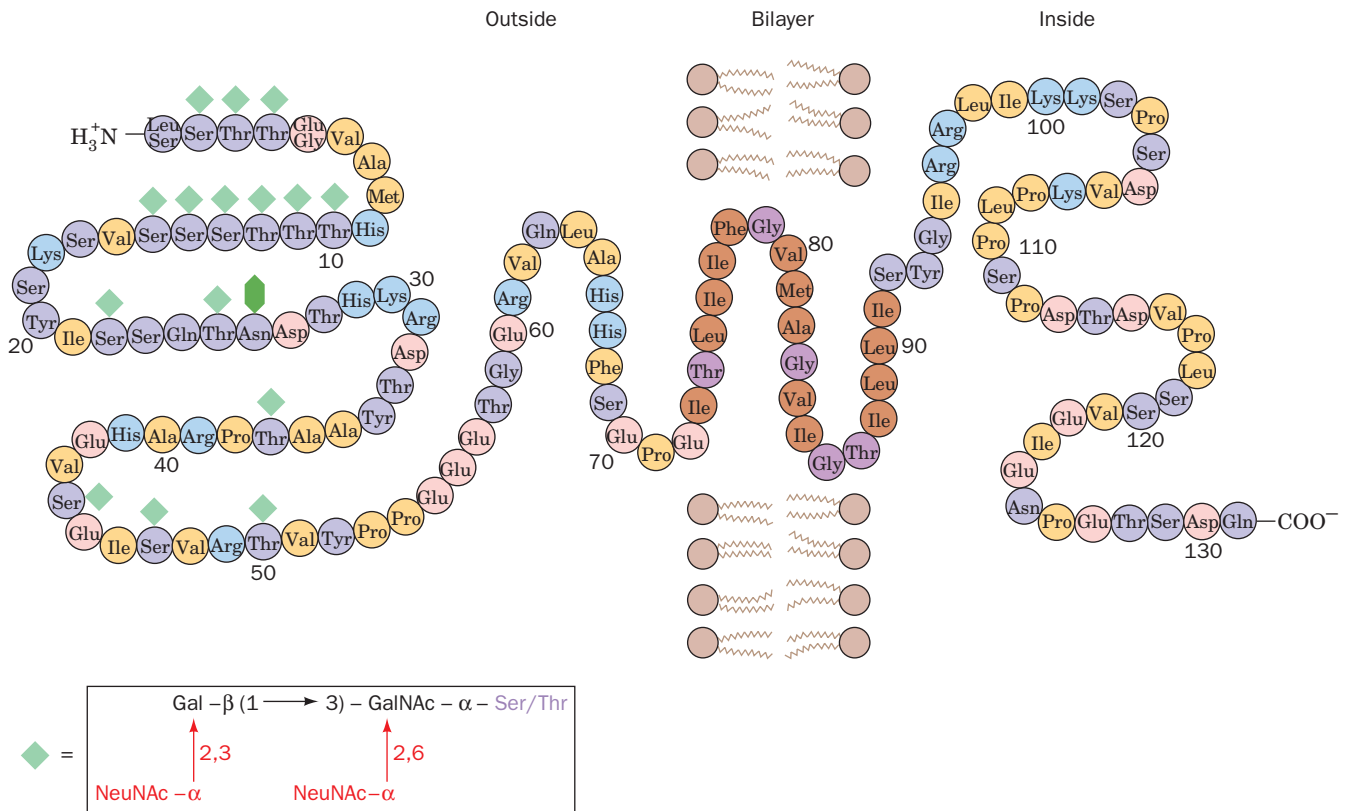 Outside Bilayer Inside
H₃⁺N Leu Ser Ser Thr Thr Glu Gly Val
Ala
Met
Ser Val Ser Ser Ser Thr Thr Thr His
10
Lys
Ser
20 Tyr Ile Ser Ser Gln Thr Asn Asp Thr His Lys Arg
30
Asp
Thr
Tyr
Glu His Ala Arg Pro Thr Ala Ala
40
Val
Ser
Glu Ile Ser Val Arg Thr Val Tyr Pro Pro
50
Glu
Glu
Glu
Thr
Gly
Glu 60
Arg
Val
Gln Leu
Ala
His
His
Phe
Ser
Glu Pro Glu
70
Ile
Thr
Leu
Ile
Ile
Phe Gly
Val 80
Met
Ala
Gly
Val
Ile
Gly Thr
Ile
Leu
Leu 90
Ile
Ser Tyr
Gly
Ile
Arg
Arg
Leu Ile Lys Lys Ser
100
Pro
Ser
Leu Pro Lys Val Asp
Pro 110
Ser
Pro Asp Thr Asp Val
Pro
Leu
Glu Val Ser Ser
120
Ile
Glu
Asn Pro Glu Thr Ser Asp Gln COO⁻
130
Gal –β (1 → 3) – GalNAc – α – Ser/Thr
= 2,3 2,6
NeuNAc –α NeuNAc–α